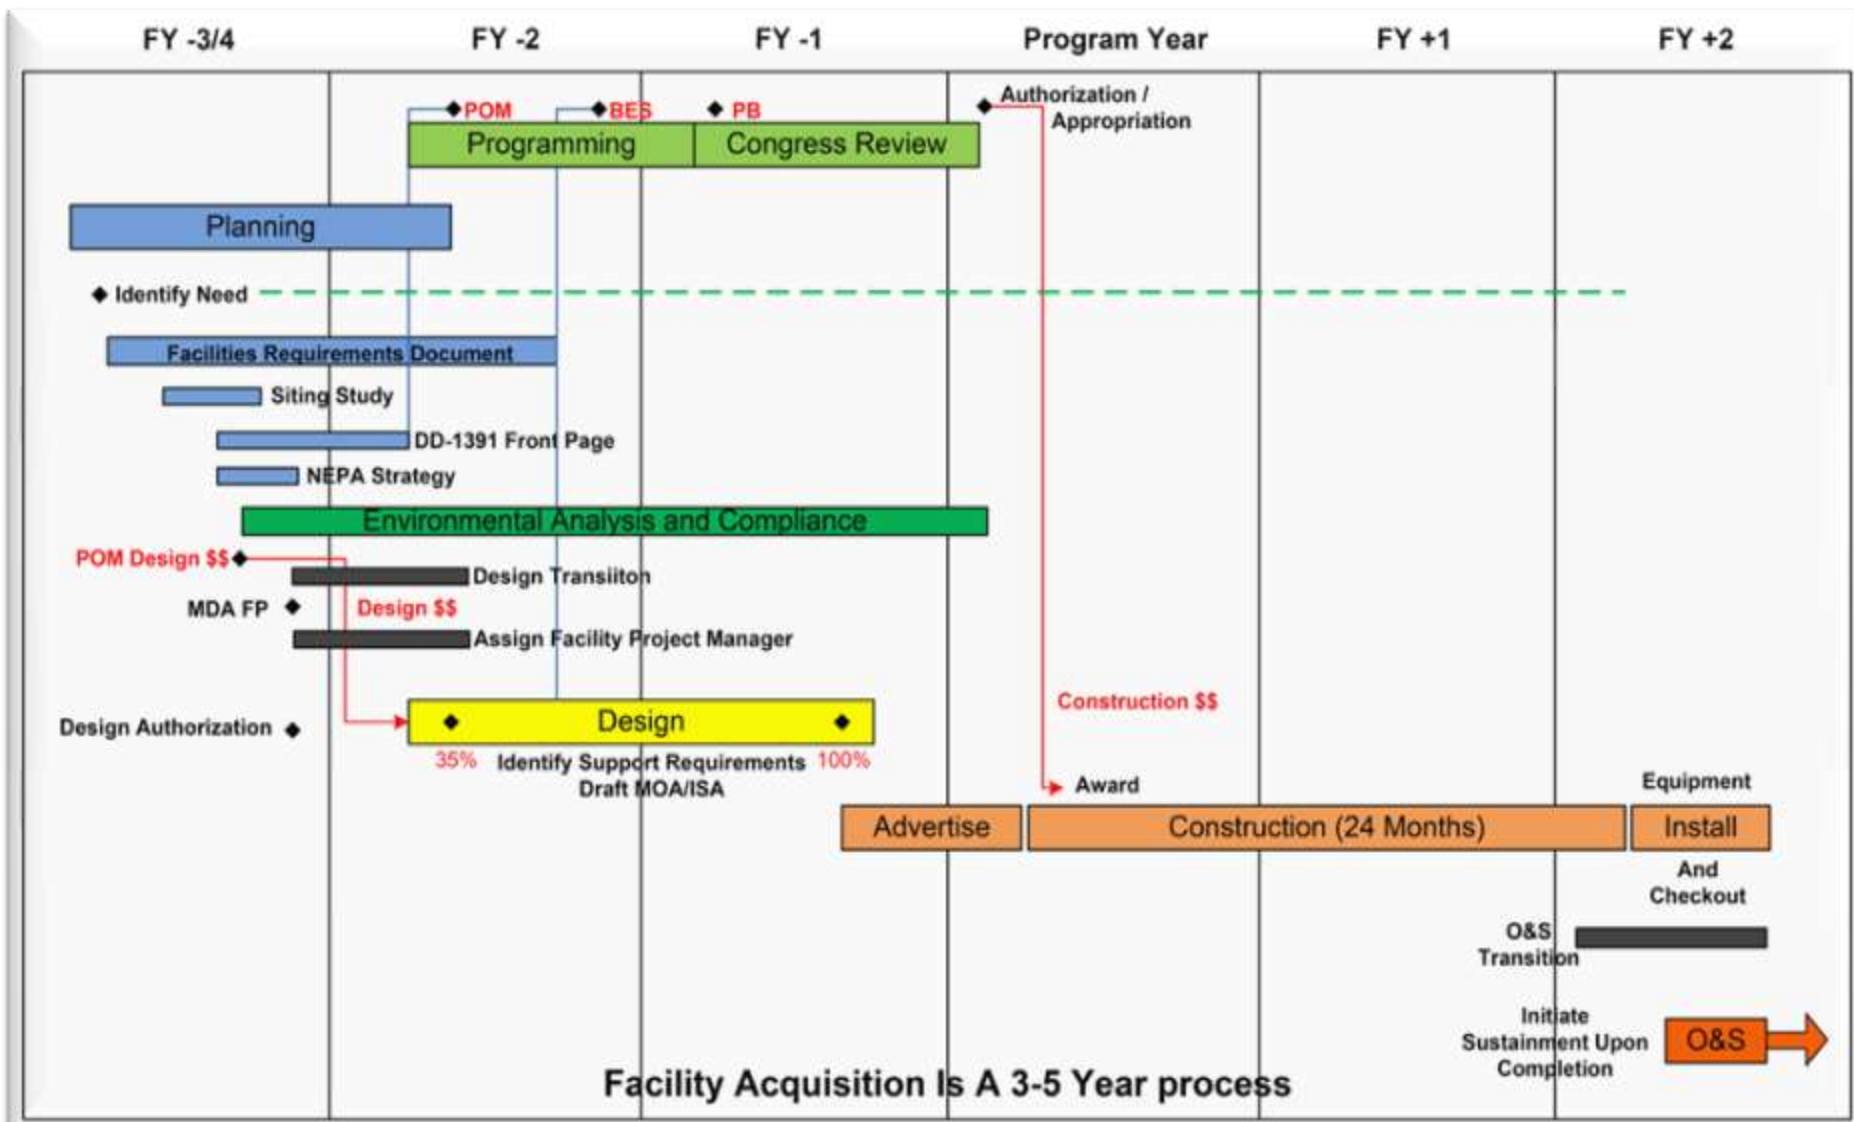 FY -3/4
FY -2
FY -1
Program Year
FY +1
FY +2
POM
BES
PB
Authorization /
Appropriation
Programming
Congress Review
Planning
Identify Need
Facilities Requirements Document
Siting Study
DD-1391 Front Page
NEPA Strategy
Environmental Analysis and Compliance
POM Design $$
Design Transiiton
MDA FP
Design $$
Assign Facility Project Manager
Construction $$
Design Authorization
Design
35%
Identify Support Requirements
100%
Draft MOA/ISA
Award
Equipment
Advertise
Construction (24 Months)
Install
And
Checkout
O&S
Transition
Initiate
Sustainment Upon
Completion
O&S
Facility Acquisition Is A 3-5 Year process